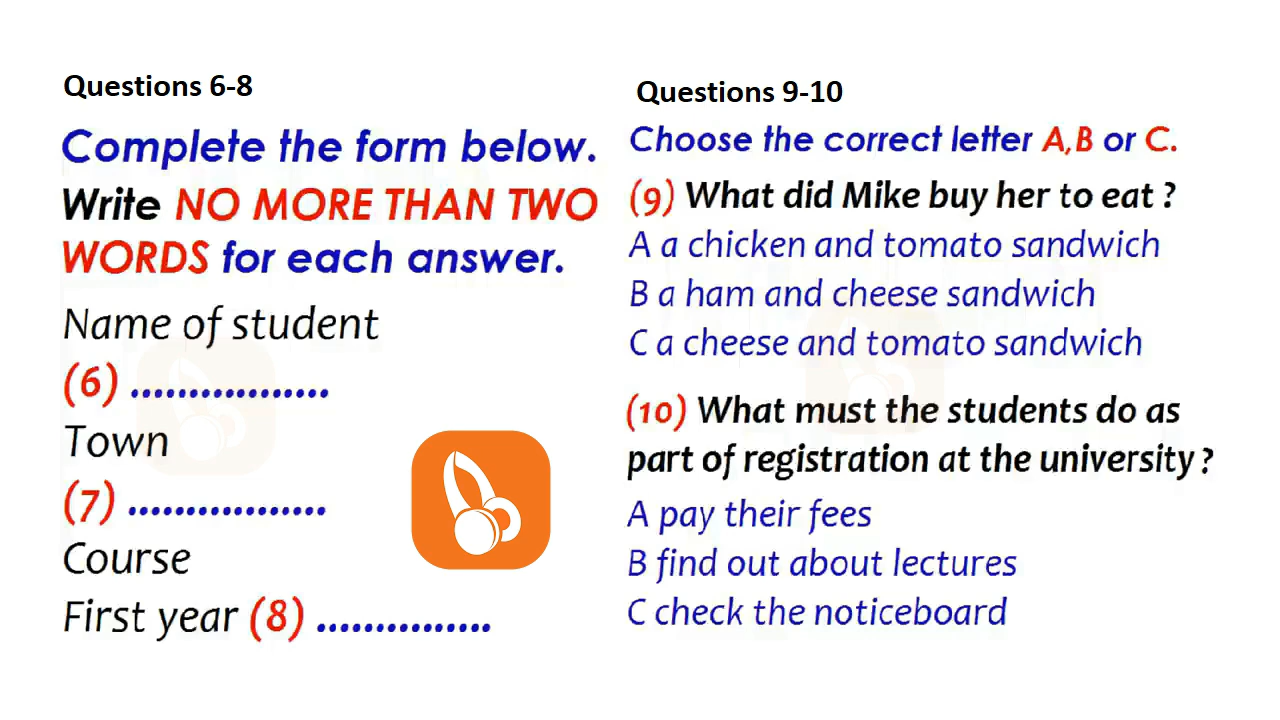 Questions 6-8
Complete the form below.
Write NO MORE THAN TWO
WORDS for each answer.
Name of student
(6) .................
Town
(7) .................
Course
First year (8) ...............
Questions 9-10
Choose the correct letter A,B or C.
(9) What did Mike buy her to eat ?
A a chicken and tomato sandwich
B a ham and cheese sandwich
C a cheese and tomato sandwich
(10) What must the students do as
part of registration at the university ?
A pay their fees
B find out about lectures
C check the noticeboard